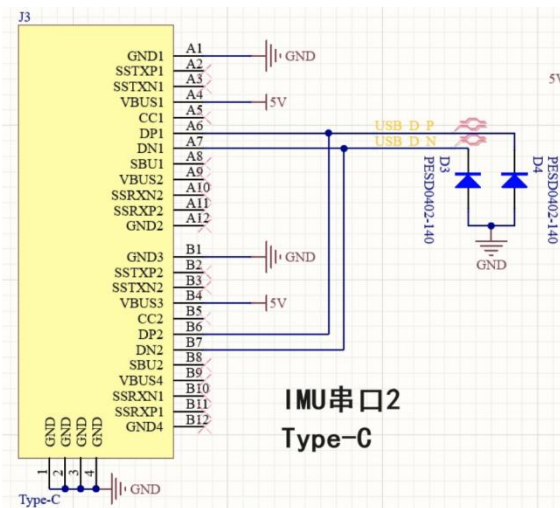 J3
GND1 A1 GND
SSTXP1 A2
SSTXN1 A3
VBUS1 A4 5V
CC1 A5
DP1 A6 USB D P
DN1 A7 USB D N
SBU1 A8
VBUS2 A9
SSRXN2 A10
SSRXP2 A11
GND2 A12
D3
PESD0402-140
D4
PESD0402-140
GND
5V
GND3 B1 GND
SSTXP2 B2
SSTXN2 B3
VBUS3 B4 5V
CC2 B5
DP2 B6
DN2 B7
SBU2 B8
VBUS4 B9
SSRXN1 B10
SSRXP1 B11
GND4 B12
IMU串口2
Type-C
GND GND GND GND
1 2 3 4
GND
Type-C